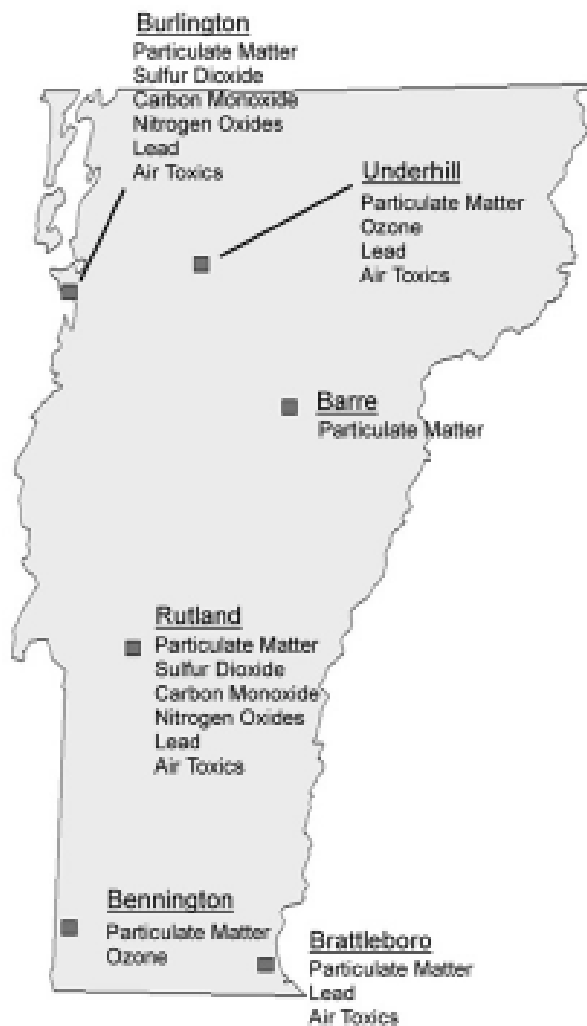 Burlington
Particulate Matter
Sulfur Dioxide
Carbon Monoxide
Nitrogen Oxides
Lead
Air Toxics
Underhill
Particulate Matter
Ozone
Lead
Air Toxics
Barre
Particulate Matter
Rutland
Particulate Matter
Sulfur Dioxide
Carbon Monoxide
Nitrogen Oxides
Lead
Air Toxics
Bennington
Particulate Matter
Ozone
Brattleboro
Particulate Matter
Lead
Air Toxics